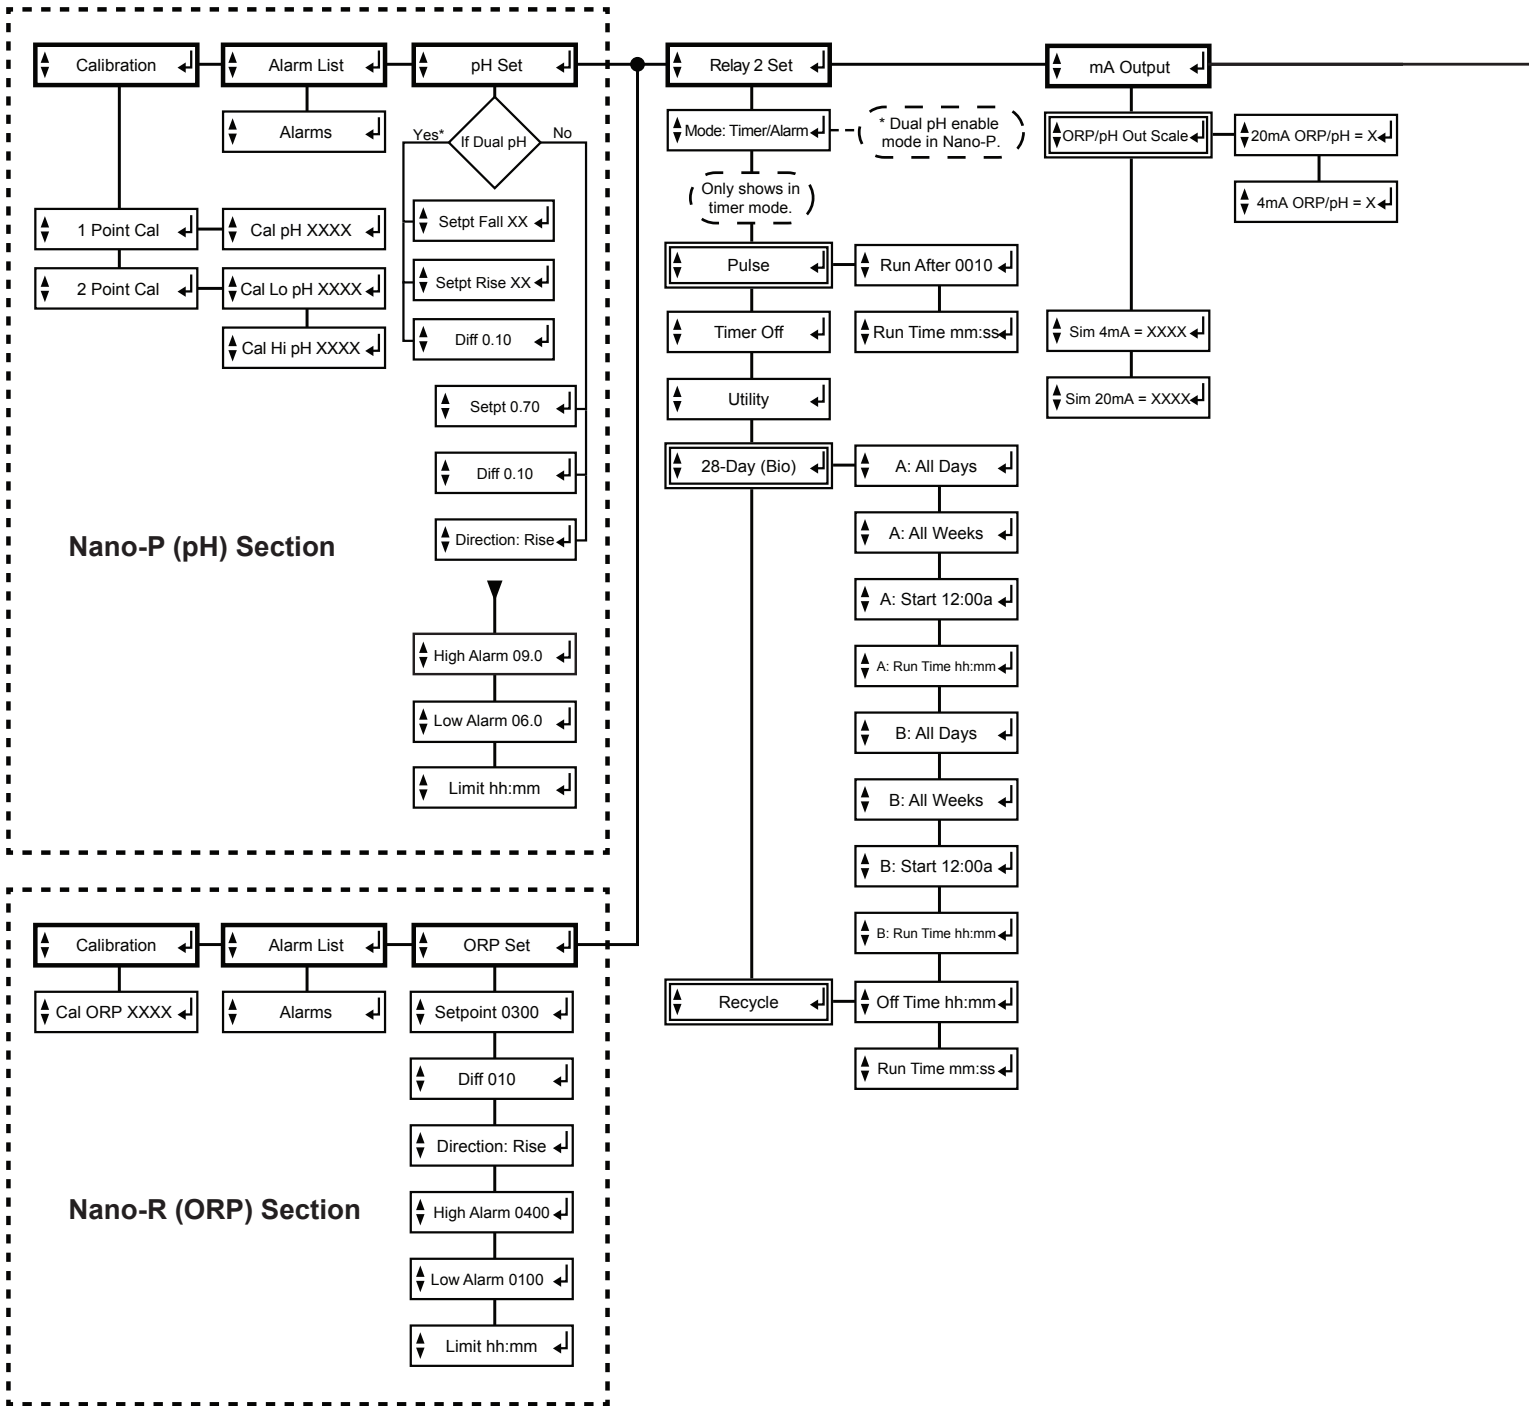 Calibration
Alarm List
pH Set
Alarms
Yes*
If Dual pH
No
1 Point Cal
Cal pH XXXX
2 Point Cal
Cal Lo pH XXXX
Cal Hi pH XXXX
Setpt Fall XX
Setpt Rise XX
Diff 0.10
Setpt 0.70
Diff 0.10
Direction: Rise
Nano-P (pH) Section
High Alarm 09.0
Low Alarm 06.0
Limit hh:mm
Calibration
Alarm List
ORP Set
Cal ORP XXXX
Alarms
Setpoint 0300
Diff 010
Direction: Rise
High Alarm 0400
Low Alarm 0100
Limit hh:mm
Nano-R (ORP) Section
Relay 2 Set
Mode: Timer/Alarm
* Dual pH enable
mode in Nano-P.
Only shows in
timer mode.
Pulse
Run After 0010
Run Time mm:ss
Timer Off
Utility
28-Day (Bio)
A: All Days
A: All Weeks
A: Start 12:00a
A: Run Time hh:mm
B: All Days
B: All Weeks
B: Start 12:00a
B: Run Time hh:mm
Recycle
Off Time hh:mm
Run Time mm:ss
mA Output
ORP/pH Out Scale
20mA ORP/pH = X
4mA ORP/pH = X
Sim 4mA = XXXX
Sim 20mA = XXXX